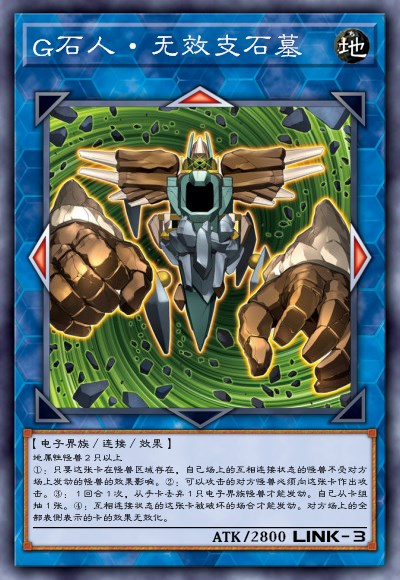 G石人·无效支石墓
地
【电子界族／连接／效果】
地属性怪兽２只以上
①：只要这张卡在怪兽区域存在，自己场上的互相连接状态的怪兽不受对方
场上发动的怪兽的效果影响。②：可以攻击的对方怪兽必须向这张卡作出攻
击。③：１回合１次，从手卡丢弃１只电子界族怪兽才能发动。自己从卡组
抽１张。④：互相连接状态的这张卡被破坏的场合才能发动。对方场上的全
部表侧表示的卡的效果无效化。
ATK/2800 LINK-3